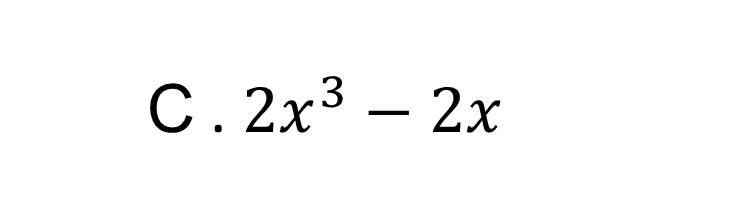 C . 2x³ − 2x